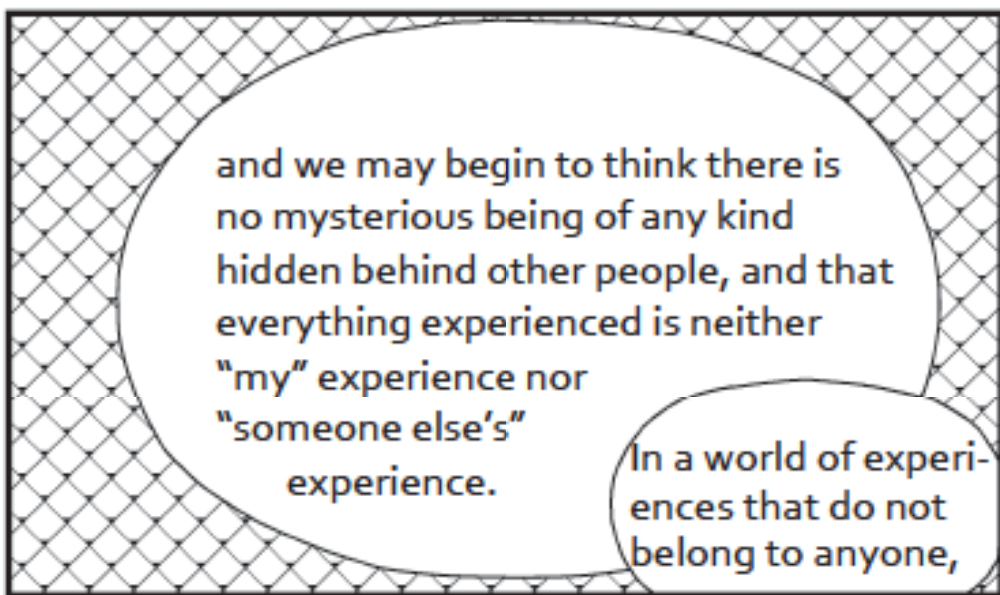 and we may begin to think there is
no mysterious being of any kind
hidden behind other people, and that
everything experienced is neither
“my” experience nor
“someone else’s”
experience.
In a world of experi-
ences that do not
belong to anyone,